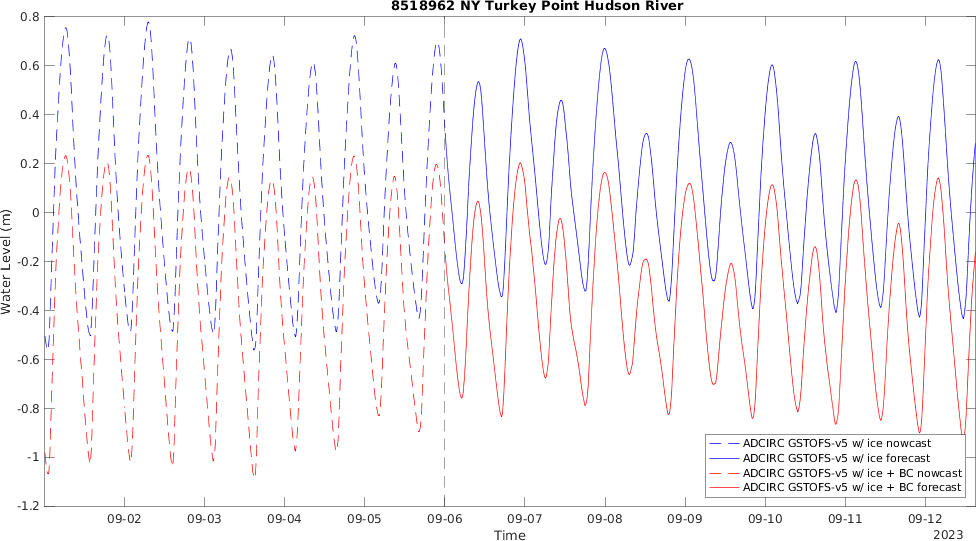 8518962 NY Turkey Point Hudson River
0.8
0.6
0.4
0.2
0
-0.2
-0.4
-0.6
-0.8
-1
-1.2
Water Level (m)
09-02 09-03 09-04 09-05 09-06 09-07 09-08 09-09 09-10 09-11 09-12
Time
2023
ADCIRC GSTOFS-v5 w/ ice nowcast
ADCIRC GSTOFS-v5 w/ ice forecast
ADCIRC GSTOFS-v5 w/ ice + BC nowcast
ADCIRC GSTOFS-v5 w/ ice + BC forecast